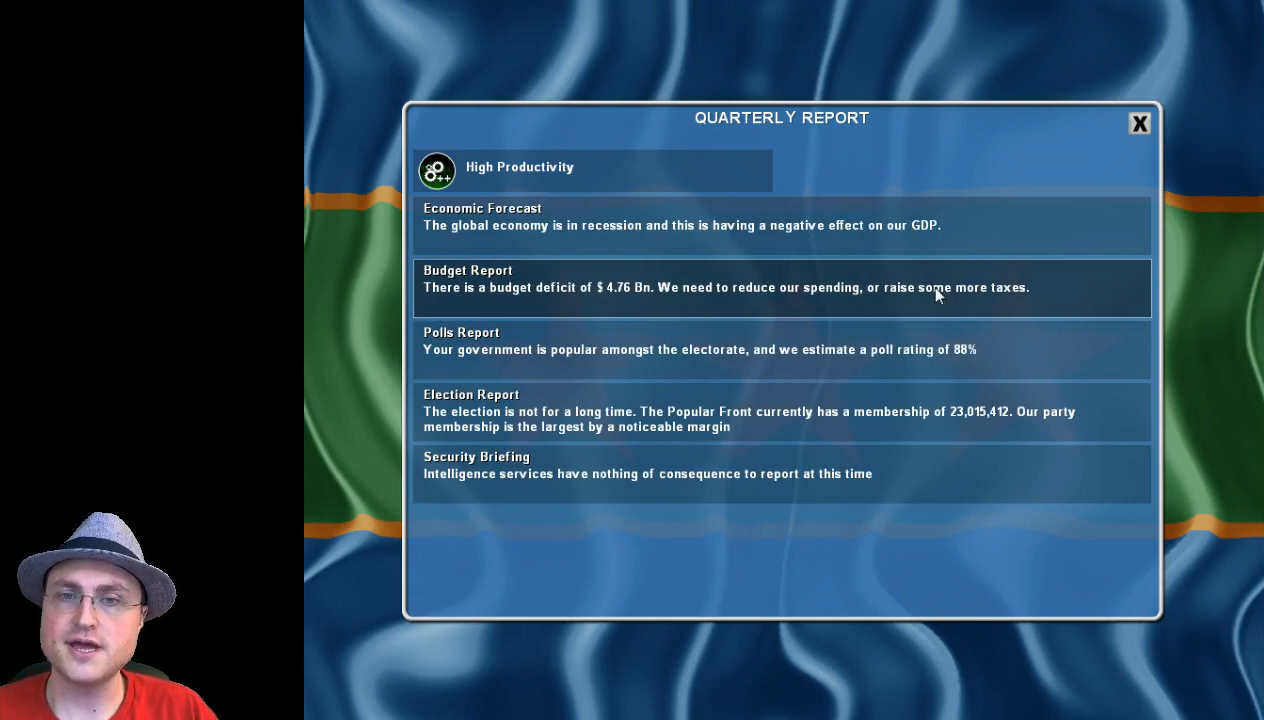 QUARTERLY REPORT
X
High Productivity
Economic Forecast
The global economy is in recession and this is having a negative effect on our GDP.
Budget Report
There is a budget deficit of $ 4.76 Bn. We need to reduce our spending, or raise some more taxes.
Polls Report
Your government is popular amongst the electorate, and we estimate a poll rating of 88%
Election Report
The election is not for a long time. The Popular Front currently has a membership of 23,015,412. Our party
membership is the largest by a noticeable margin
Security Briefing
Intelligence services have nothing of consequence to report at this time